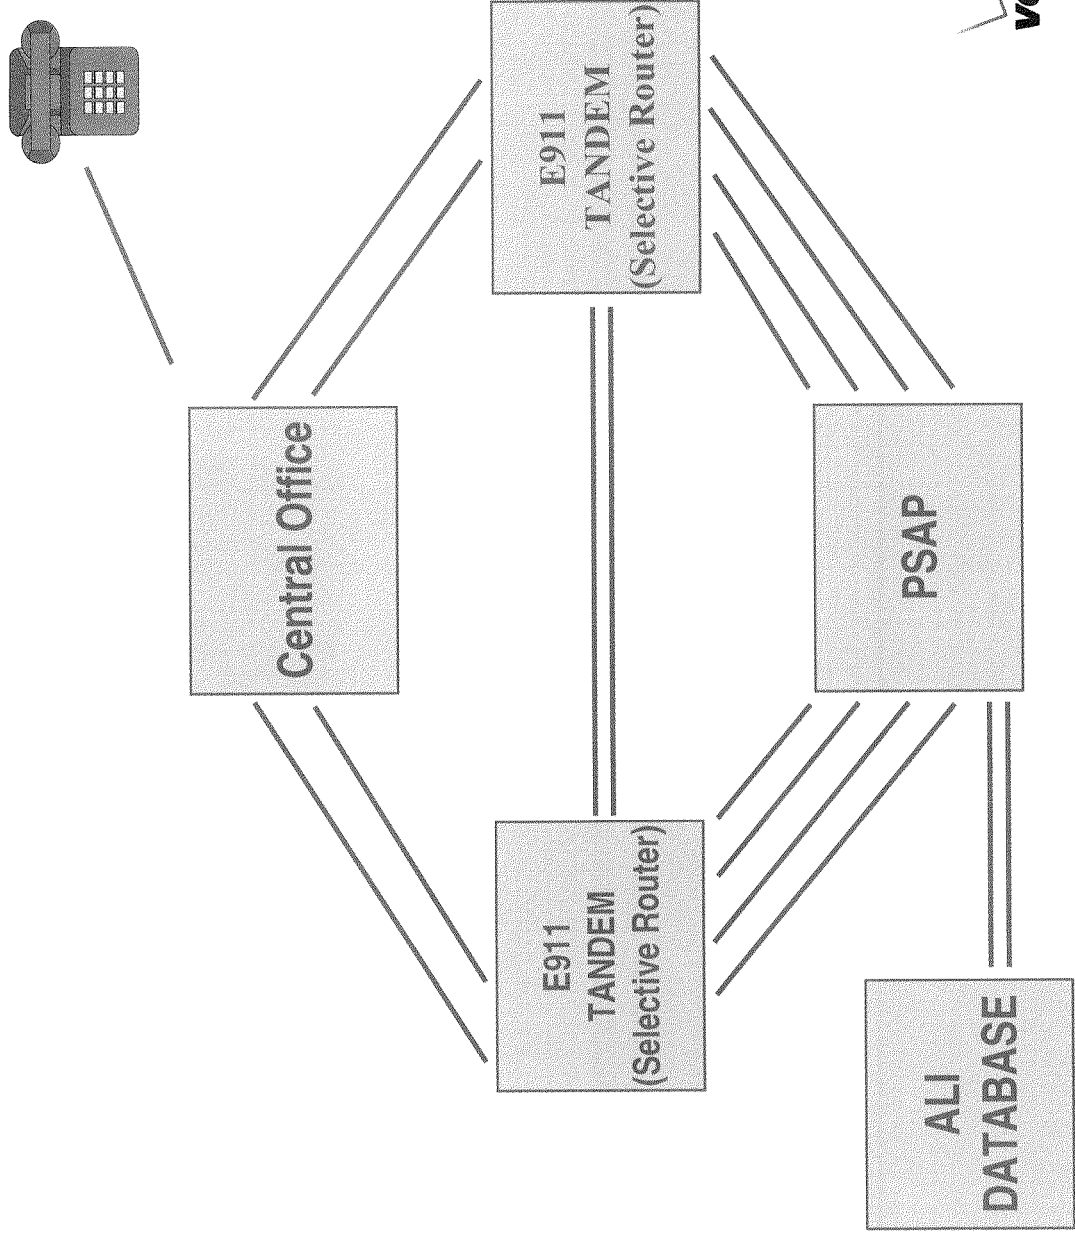 Central Office
E911
TANDEM
(Selective Router)
E911
TANDEM
(Selective Router)
PSAP
ALI
DATABASE